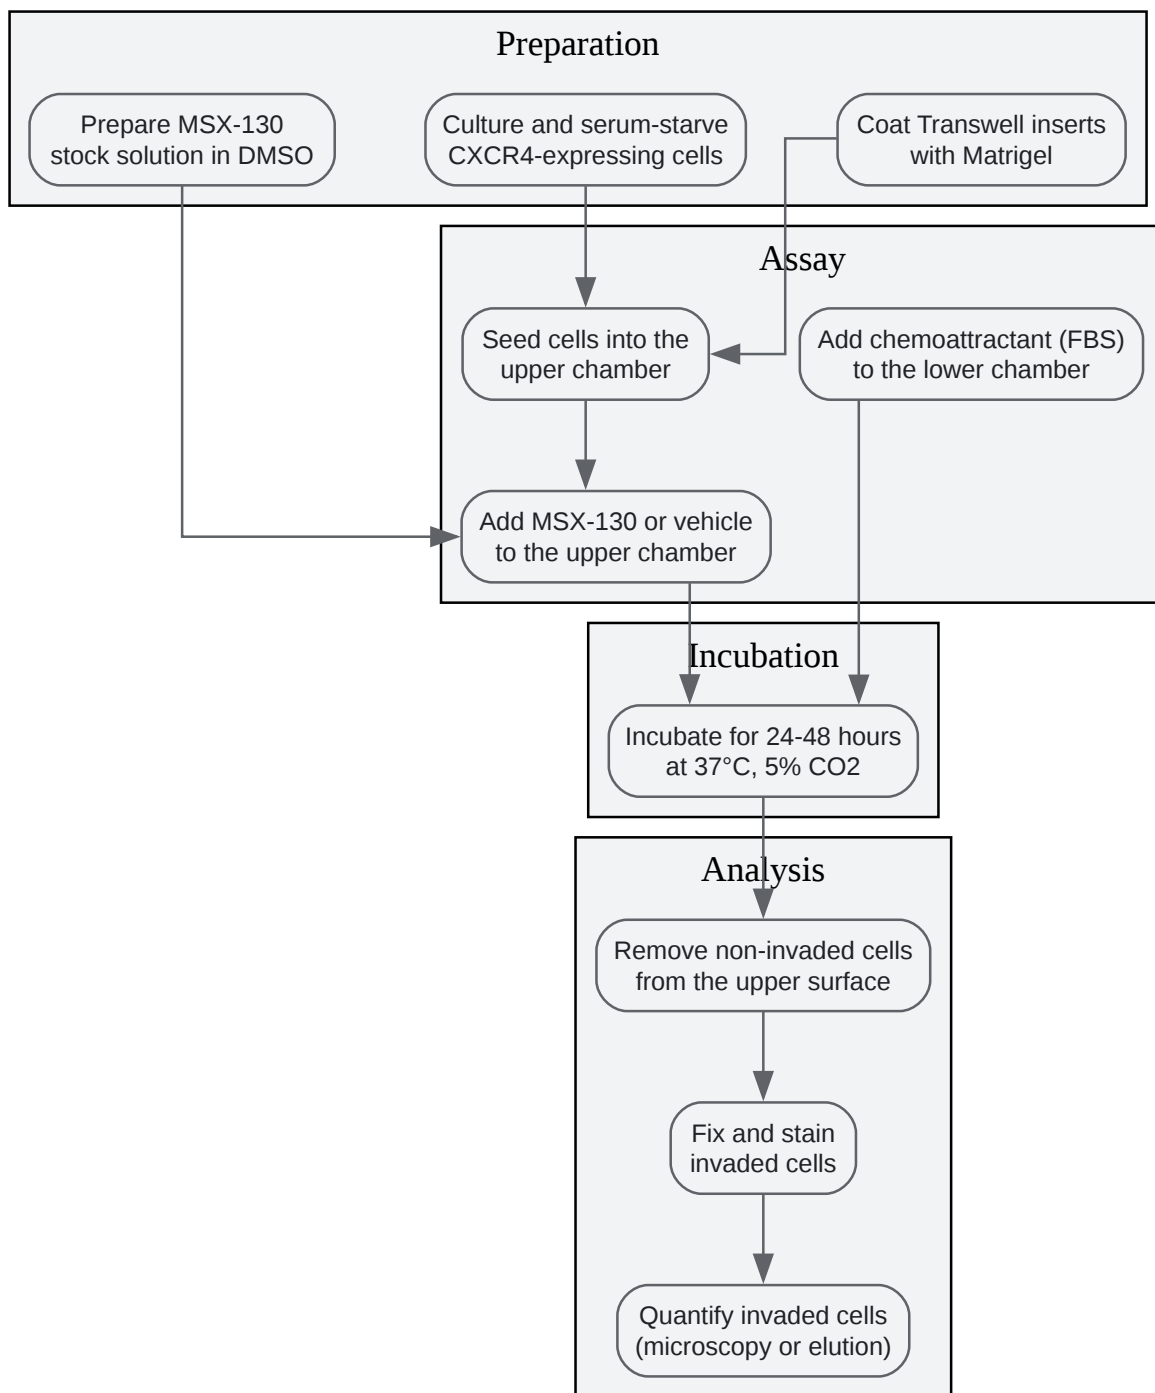 Preparation
Prepare MSX-130
stock solution in DMSO
Culture and serum-starve
CXCR4-expressing cells
Coat Transwell inserts
with Matrigel
Assay
Seed cells into the
upper chamber
Add chemoattractant (FBS)
to the lower chamber
Add MSX-130 or vehicle
to the upper chamber
Incubation
Incubate for 24-48 hours
at 37°C, 5% CO2
Analysis
Remove non-invaded cells
from the upper surface
Fix and stain
invaded cells
Quantify invaded cells
(microscopy or elution)